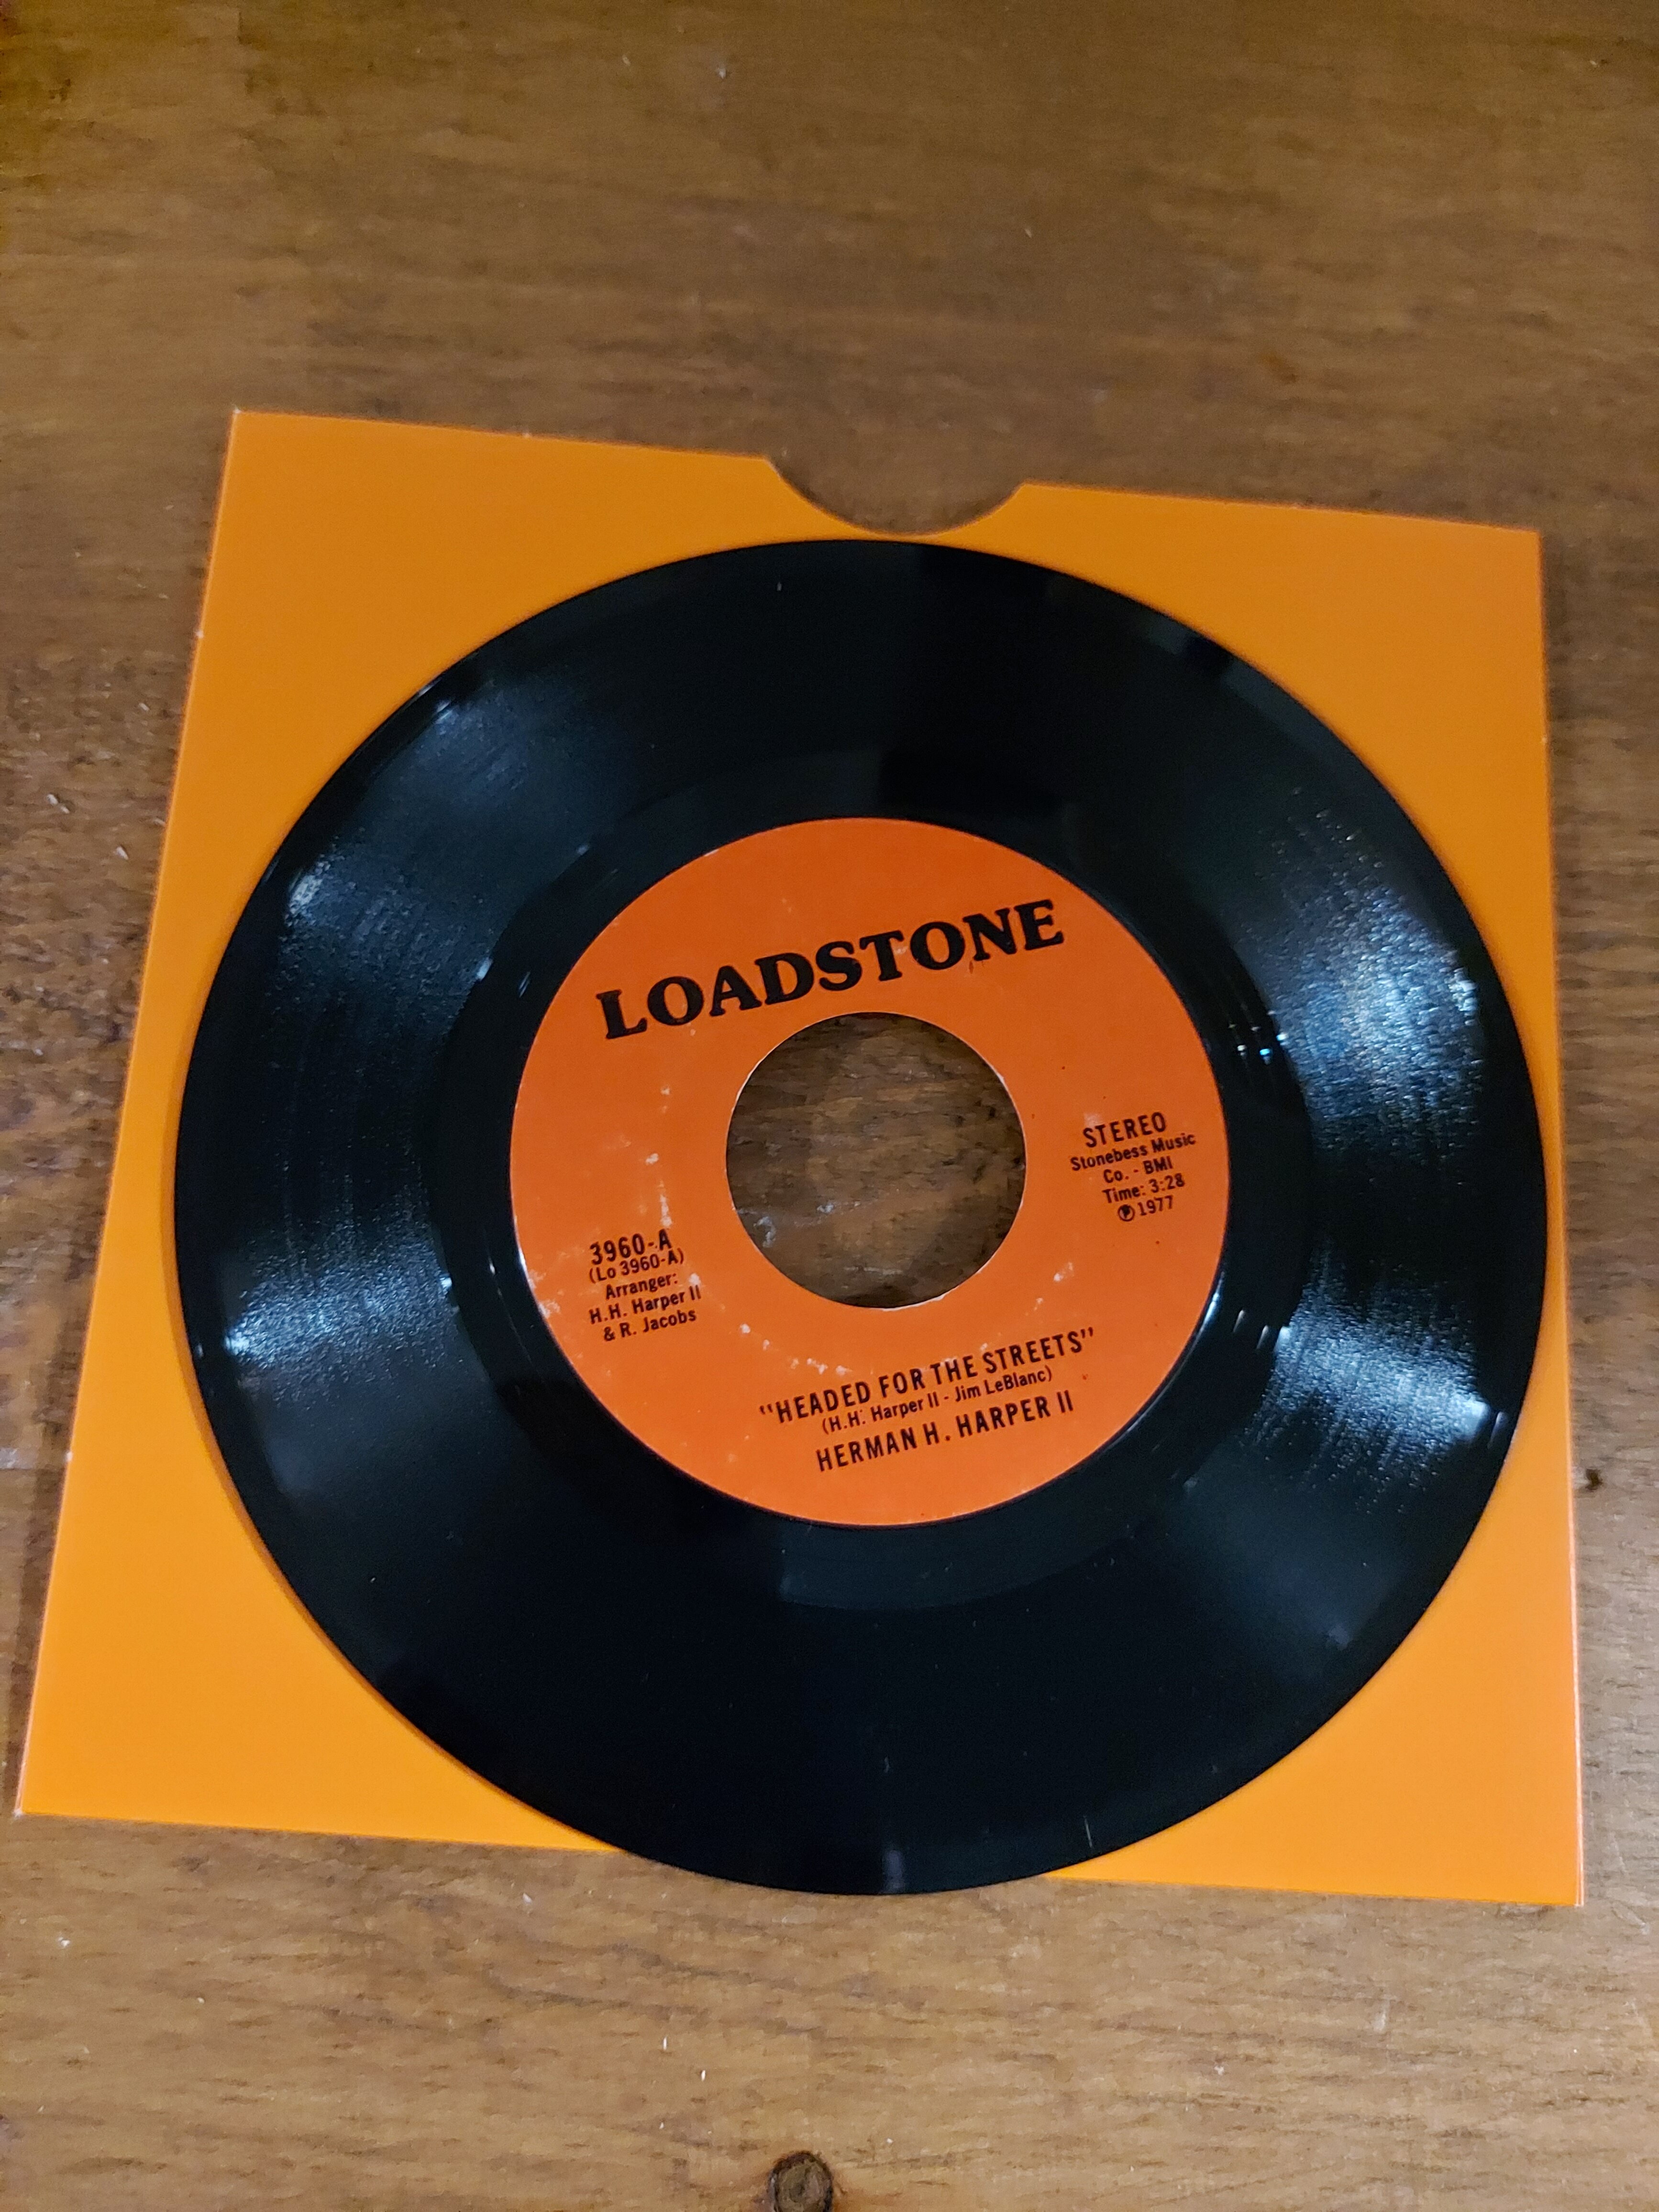 LOADSTONE
STEREO
Stonebess Music
Co. - BMI
Time: 3:28
Ⓟ1977
3960-A
(Lo 3960-A)
Arranger:
H.H. Harper II
& R. Jacobs
"HEADED FOR THE STREETS"
(H.H. Harper II - Jim LeBlanc)
HERMAN H. HARPER II